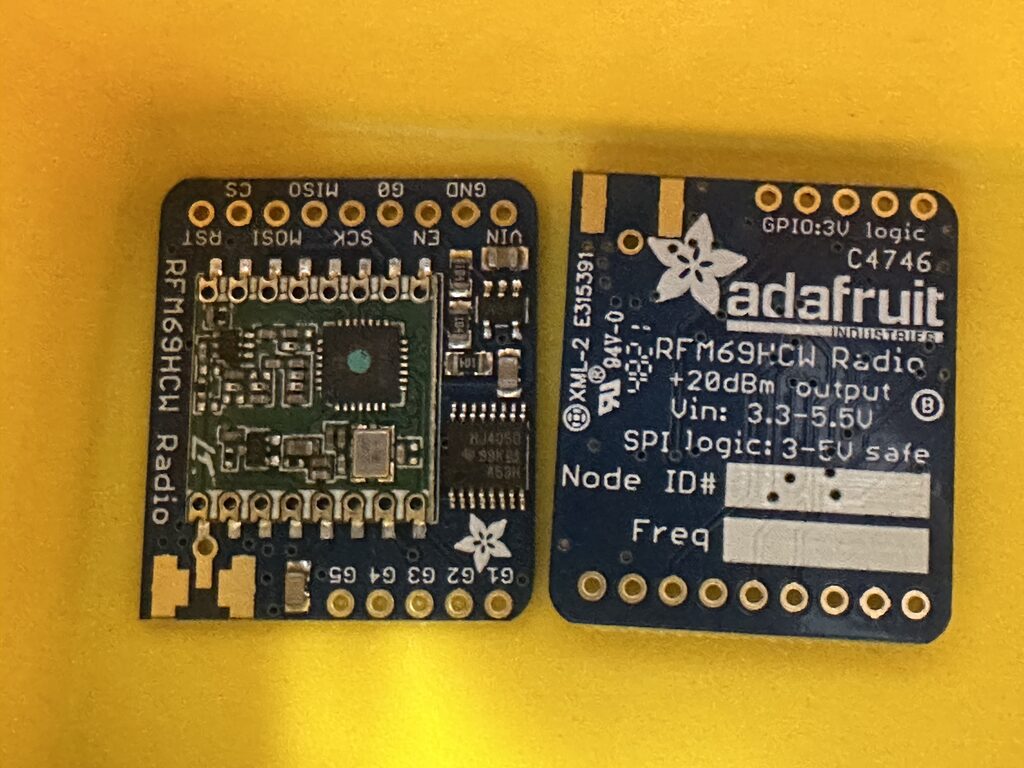 GND G0 MISO CS
VIN EN SCK MOSI RST
RFM69HCW Radio
HJ4050
G1 G2 G3 G4 G5
GPIO:3V logic
C4746
adafruit
INDUSTRIES
RFM69HCW Radio
+20dBm output
Vin: 3.3-5.5V
SPI logic: 3-5V safe
B
Node ID#
Freq
XML-2 E315391
94V-0